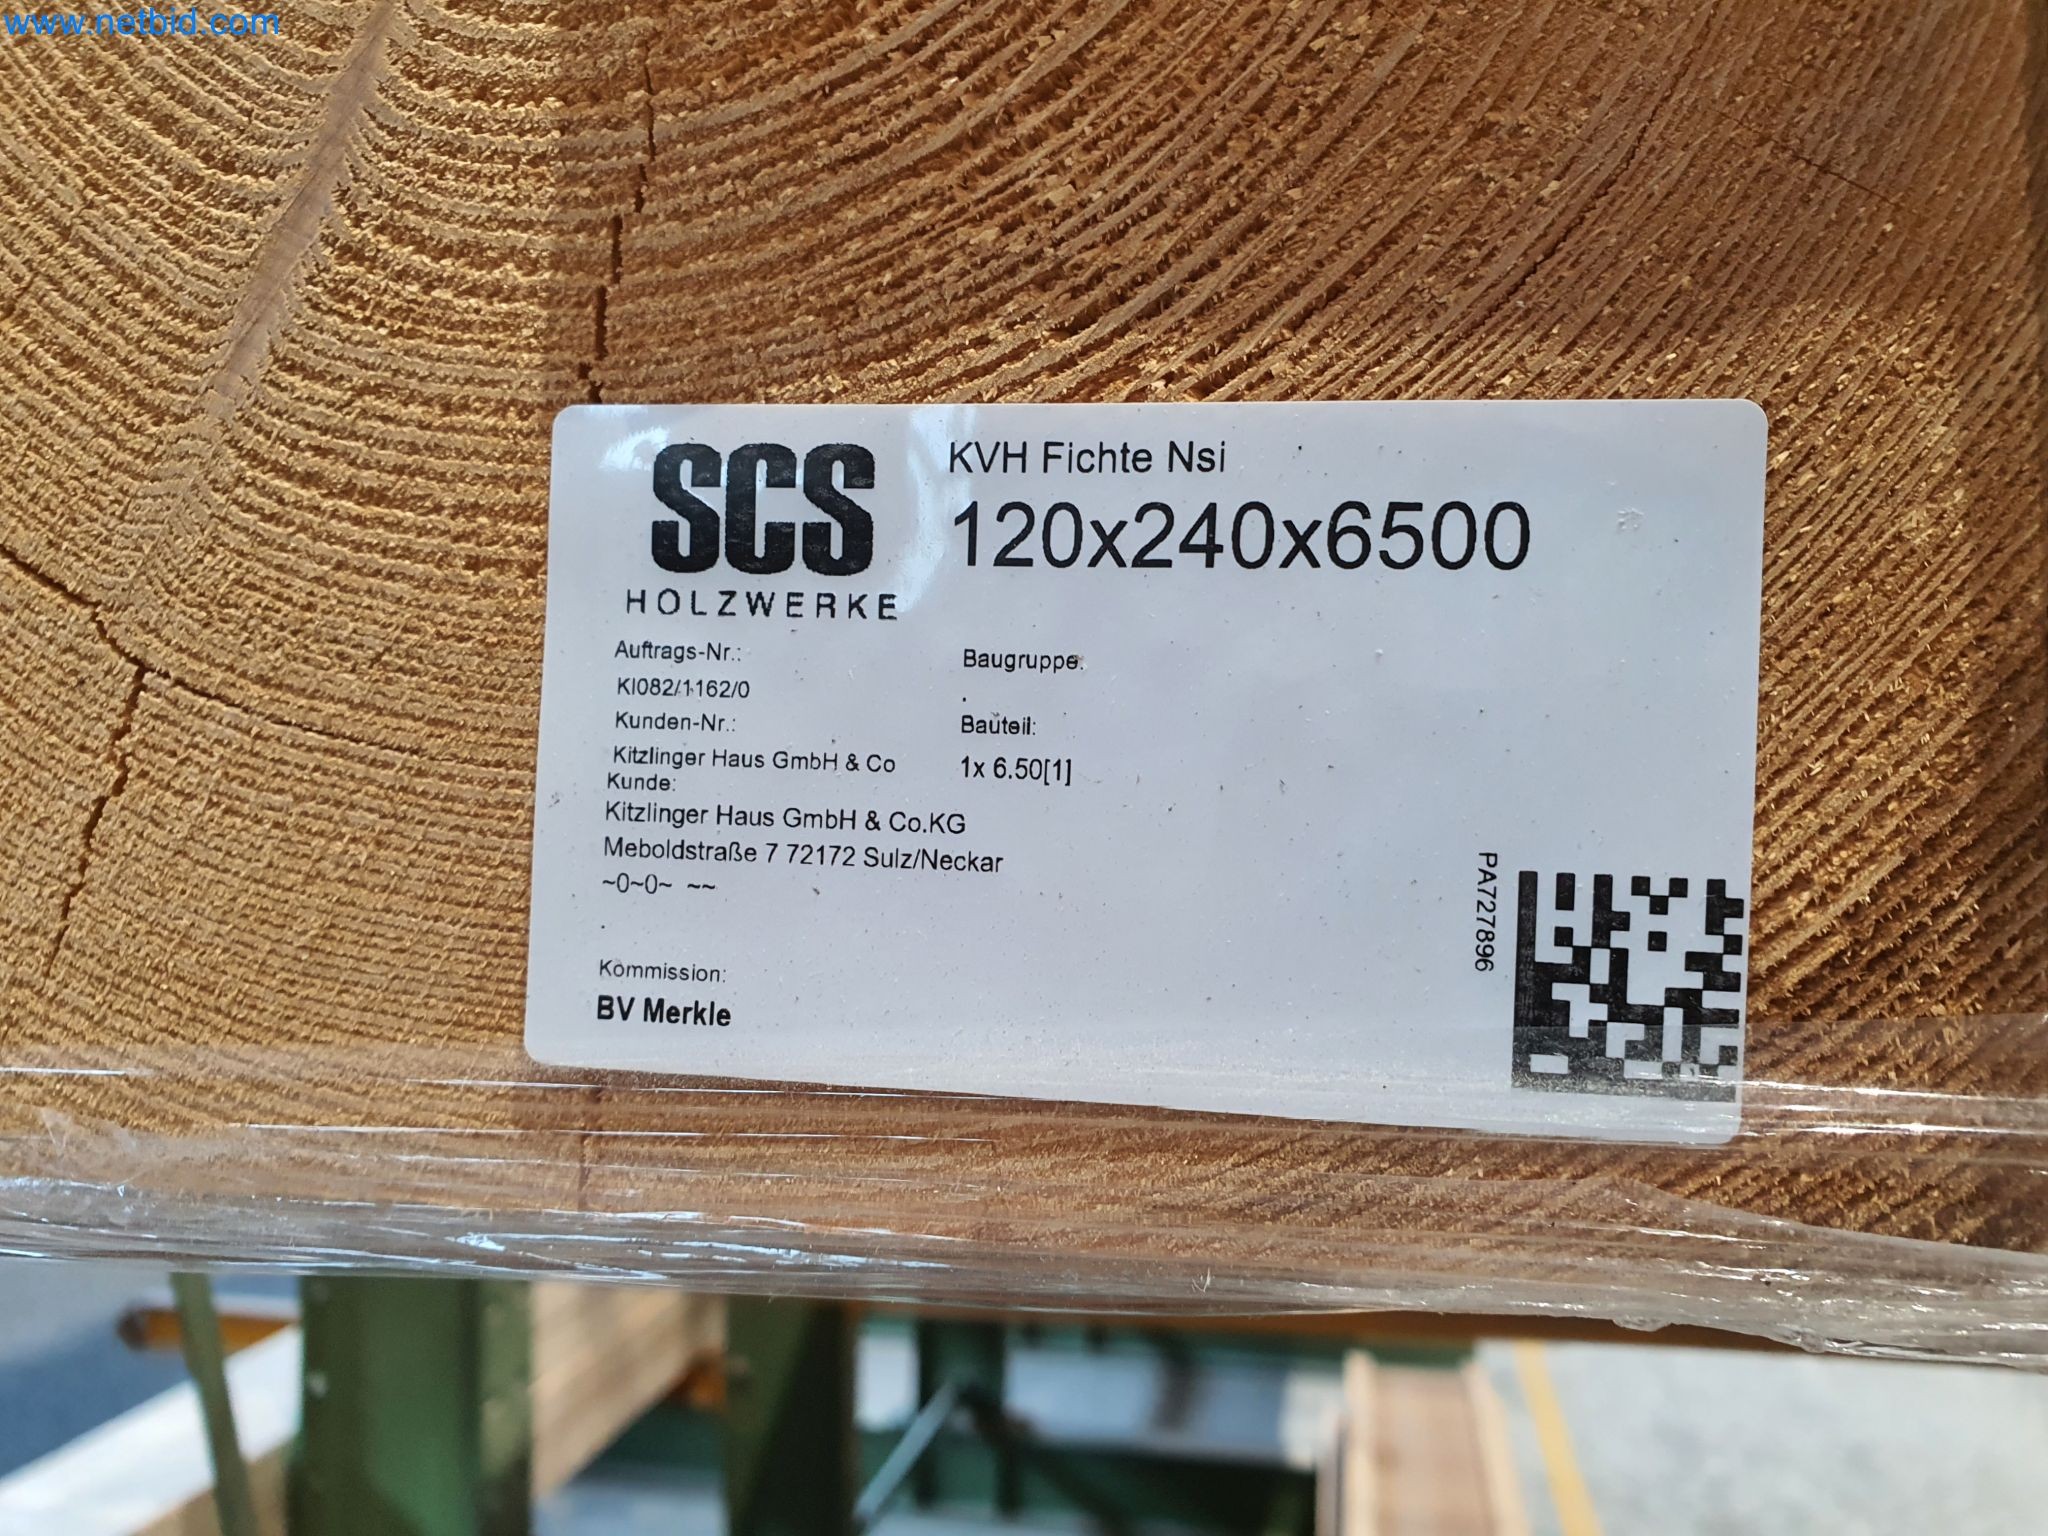 www.netbid.com
SCS
HOLZWERKE
KVH Fichte Nsi
120x240x6500
Auftrags-Nr.:
KI082/1162/0
Kunden-Nr.:
Kitzlinger Haus GmbH & Co
Kunde:
Kitzlinger Haus GmbH & Co.KG
Meboldstraße 7 72172 Sulz/Neckar
~0~0~ ~~
.
Kommission:
BV Merkle
Baugruppe:
.
Bauteil:
1x 6.50[1]
PA727896